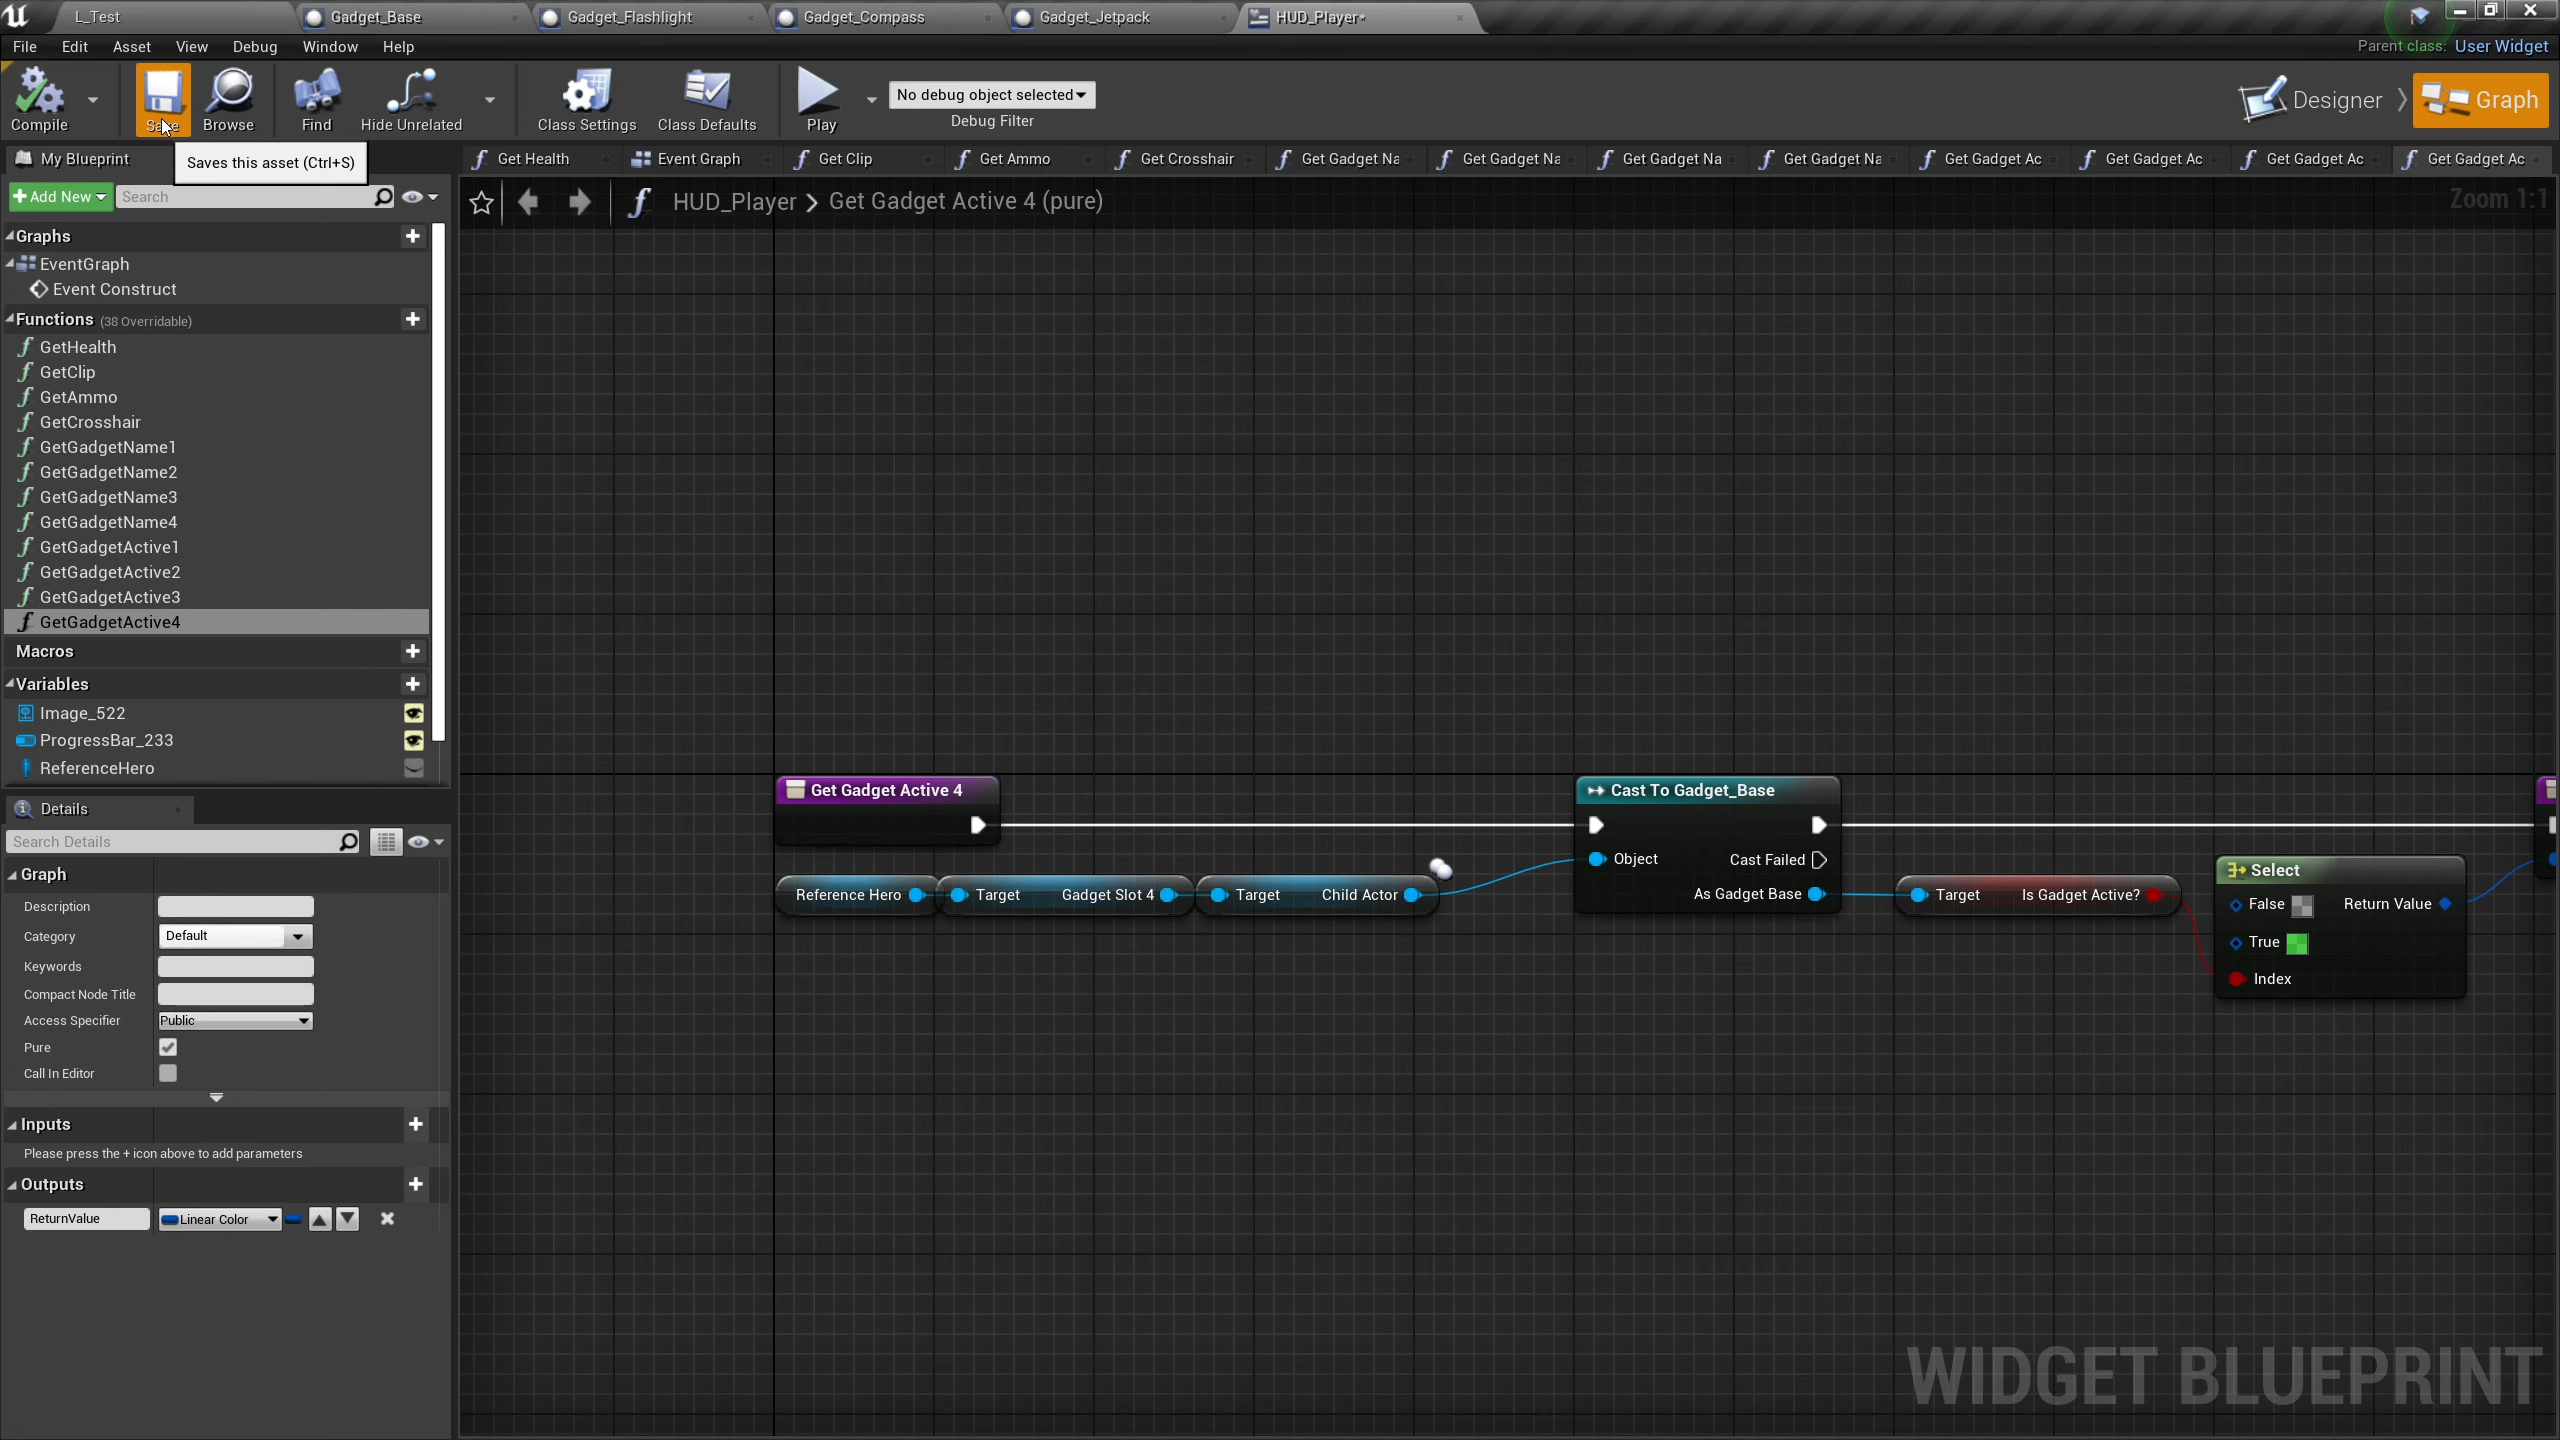 L_Test
Gadget_Base
Gadget_Flashlight
Gadget_Compass
Gadget_Jetpack
HUD_Player*
File
Edit
Asset
View
Debug
Window
Help
Parent class: User Widget
Compile
Save
Browse
Find
Hide Unrelated
Class Settings
Class Defaults
Play
No debug object selected
Debug Filter
Designer
Graph
My Blueprint
Saves this asset (Ctrl+S)
Get Health
Event Graph
Get Clip
Get Ammo
Get Crosshair
Get Gadget Na
Get Gadget Na
Get Gadget Na
Get Gadget Na
Get Gadget Ac
Get Gadget Ac
Get Gadget Ac
Get Gadget Ac
+ Add New
Search
HUD_Player > Get Gadget Active 4 (pure)
Zoom 1:1
Graphs
EventGraph
Event Construct
Functions (38 Overridable)
GetHealth
GetClip
GetAmmo
GetCrosshair
GetGadgetName1
GetGadgetName2
GetGadgetName3
GetGadgetName4
GetGadgetActive1
GetGadgetActive2
GetGadgetActive3
GetGadgetActive4
Macros
Variables
Image_522
ProgressBar_233
ReferenceHero
Details
Search Details
Graph
Description
Category
Default
Keywords
Compact Node Title
Access Specifier
Public
Pure
Call In Editor
Inputs
Please press the + icon above to add parameters
Outputs
ReturnValue
Linear Color
Get Gadget Active 4
Reference Hero
Target
Gadget Slot 4
Target
Child Actor
Cast To Gadget_Base
Object
Cast Failed
As Gadget Base
Target
Is Gadget Active?
Select
False
Return Value
True
Index
WIDGET BLUEPRINT